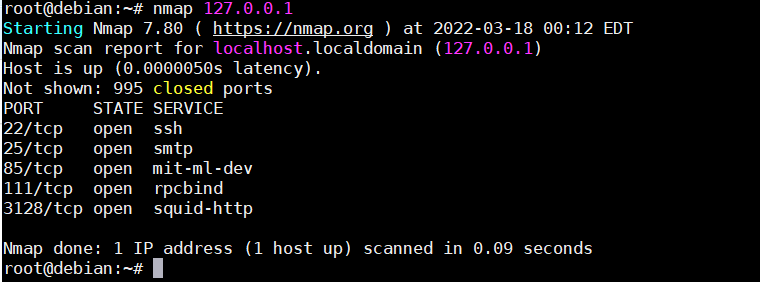 root@debian:~# nmap 127.0.0.1
Starting Nmap 7.80 ( https://nmap.org ) at 2022-03-18 00:12 EDT
Nmap scan report for localhost.localdomain (127.0.0.1)
Host is up (0.0000050s latency).
Not shown: 995 closed ports
PORT     STATE SERVICE
22/tcp   open  ssh
25/tcp   open  smtp
85/tcp   open  mit-ml-dev
111/tcp  open  rpcbind
3128/tcp open  squid-http

Nmap done: 1 IP address (1 host up) scanned in 0.09 seconds
root@debian:~#